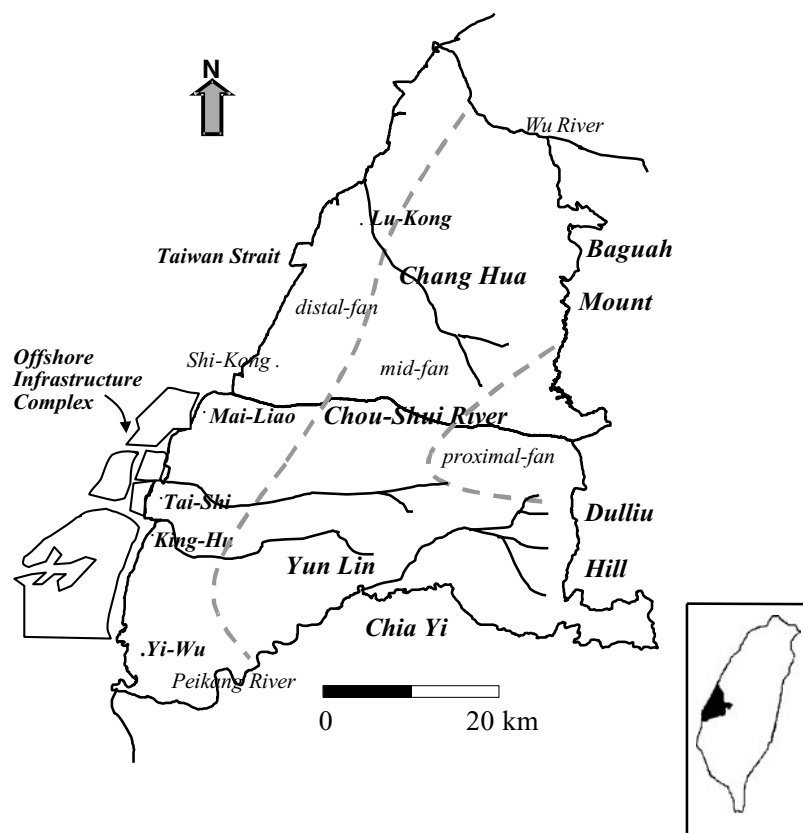 N
Wu River
Lu-Kong
Baguah
Mount
Taiwan Strait
Chang Hua
distal-fan
Offshore
Infrastructure
Complex
Shi-Kong
mid-fan
Mai-Liao
Chou-Shui River
proximal-fan
Tai-Shi
Dulliu
Hill
King-Hu
Yun Lin
Chia Yi
Yi-Wu
Peikang River
0 20 km